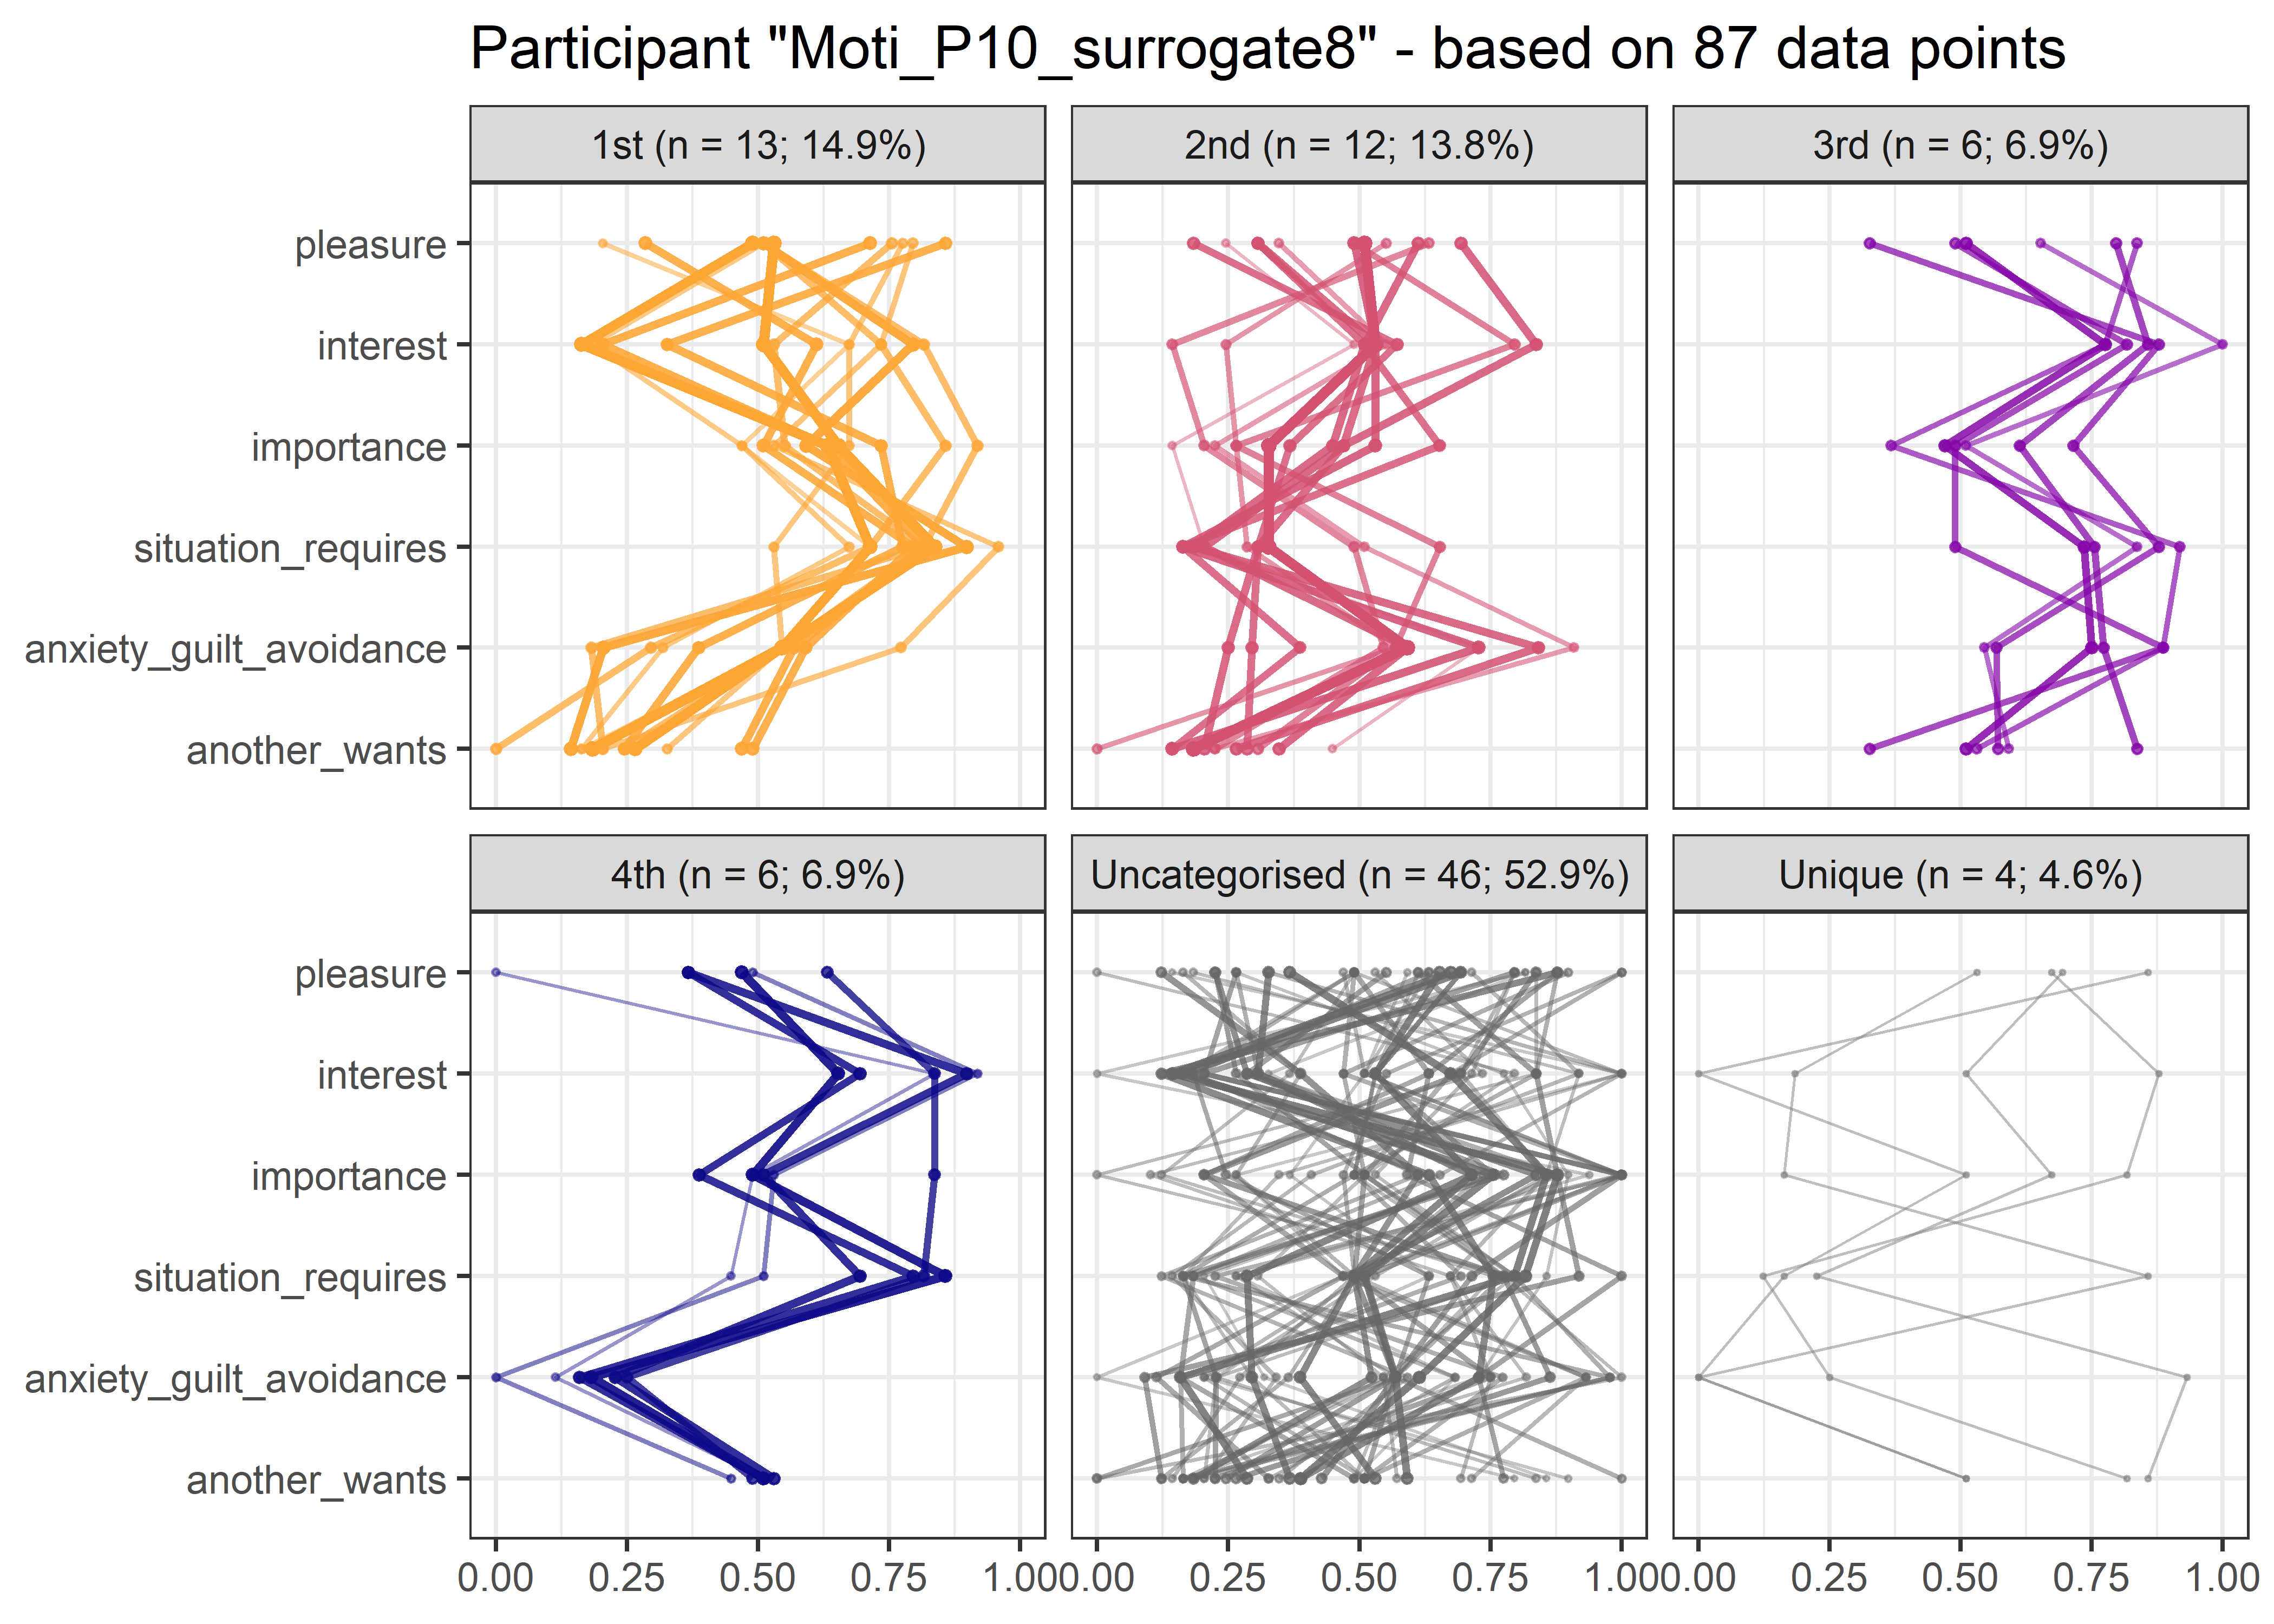 Participant "Moti_P10_surrogate8" - based on 87 data points
1st (n = 13; 14.9%)
2nd (n = 12; 13.8%)
3rd (n = 6; 6.9%)
pleasure
interest
importance
situation_requires
anxiety_guilt_avoidance
another_wants
4th (n = 6; 6.9%)
Uncategorised (n = 46; 52.9%)
Unique (n = 4; 4.6%)
pleasure
interest
importance
situation_requires
anxiety_guilt_avoidance
another_wants
0.00 0.25 0.50 0.75 1.00
0.00 0.25 0.50 0.75 1.00
0.00 0.25 0.50 0.75 1.00